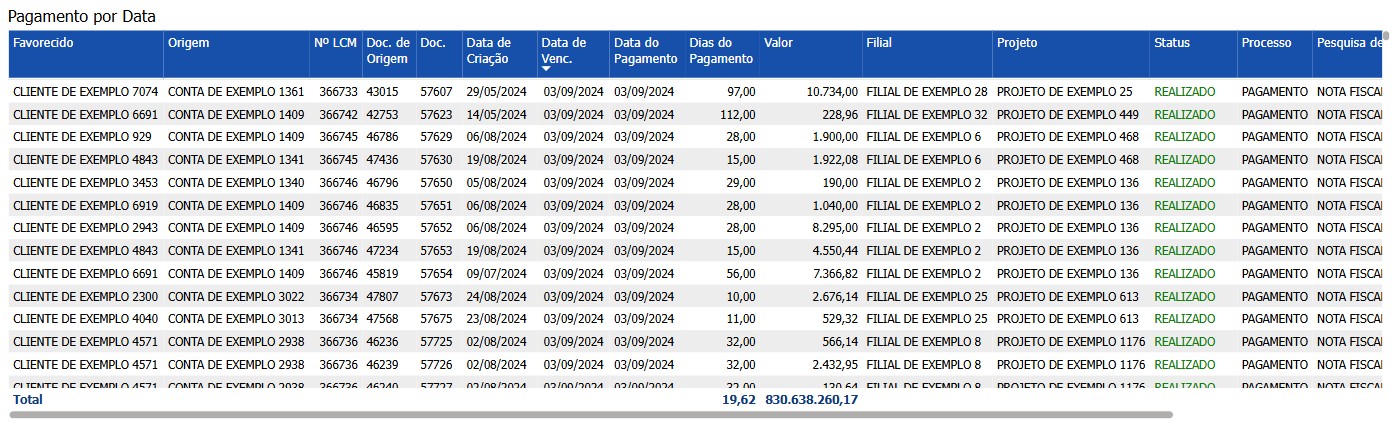 Pagamento por Data
Favorecido Origem Nº LCM Doc. de Origem Doc. Data de Criação Data de Venc. Data do Pagamento Dias do Pagamento Valor Filial Projeto Status Processo Pesquisa de
CLIENTE DE EXEMPLO 7074 CONTA DE EXEMPLO 1361 366733 43015 57607 29/05/2024 03/09/2024 03/09/2024 97,00 10.734,00 FILIAL DE EXEMPLO 28 PROJETO DE EXEMPLO 25 REALIZADO PAGAMENTO NOTA FISCAL
CLIENTE DE EXEMPLO 6691 CONTA DE EXEMPLO 1409 366742 42753 57623 14/05/2024 03/09/2024 03/09/2024 112,00 228,96 FILIAL DE EXEMPLO 32 PROJETO DE EXEMPLO 449 REALIZADO PAGAMENTO NOTA FISCAL
CLIENTE DE EXEMPLO 929 CONTA DE EXEMPLO 1409 366745 46786 57629 06/08/2024 03/09/2024 03/09/2024 28,00 1.900,00 FILIAL DE EXEMPLO 6 PROJETO DE EXEMPLO 468 REALIZADO PAGAMENTO NOTA FISCAL
CLIENTE DE EXEMPLO 4843 CONTA DE EXEMPLO 1341 366745 47436 57630 19/08/2024 03/09/2024 03/09/2024 15,00 1.922,08 FILIAL DE EXEMPLO 6 PROJETO DE EXEMPLO 468 REALIZADO PAGAMENTO NOTA FISCAL
CLIENTE DE EXEMPLO 3453 CONTA DE EXEMPLO 1340 366746 46796 57650 05/08/2024 03/09/2024 03/09/2024 29,00 190,00 FILIAL DE EXEMPLO 2 PROJETO DE EXEMPLO 136 REALIZADO PAGAMENTO NOTA FISCAL
CLIENTE DE EXEMPLO 6919 CONTA DE EXEMPLO 1409 366746 46835 57651 06/08/2024 03/09/2024 03/09/2024 28,00 1.040,00 FILIAL DE EXEMPLO 2 PROJETO DE EXEMPLO 136 REALIZADO PAGAMENTO NOTA FISCAL
CLIENTE DE EXEMPLO 2943 CONTA DE EXEMPLO 1409 366746 46595 57652 06/08/2024 03/09/2024 03/09/2024 28,00 8.295,00 FILIAL DE EXEMPLO 2 PROJETO DE EXEMPLO 136 REALIZADO PAGAMENTO NOTA FISCAL
CLIENTE DE EXEMPLO 4843 CONTA DE EXEMPLO 1341 366746 47234 57653 19/08/2024 03/09/2024 03/09/2024 15,00 4.550,44 FILIAL DE EXEMPLO 2 PROJETO DE EXEMPLO 136 REALIZADO PAGAMENTO NOTA FISCAL
CLIENTE DE EXEMPLO 6691 CONTA DE EXEMPLO 1409 366746 45819 57654 09/07/2024 03/09/2024 03/09/2024 56,00 7.366,82 FILIAL DE EXEMPLO 2 PROJETO DE EXEMPLO 136 REALIZADO PAGAMENTO NOTA FISCAL
CLIENTE DE EXEMPLO 2300 CONTA DE EXEMPLO 3022 366734 47807 57673 24/08/2024 03/09/2024 03/09/2024 10,00 2.676,14 FILIAL DE EXEMPLO 25 PROJETO DE EXEMPLO 613 REALIZADO PAGAMENTO NOTA FISCAL
CLIENTE DE EXEMPLO 4040 CONTA DE EXEMPLO 3013 366734 47568 57675 23/08/2024 03/09/2024 03/09/2024 11,00 529,32 FILIAL DE EXEMPLO 25 PROJETO DE EXEMPLO 613 REALIZADO PAGAMENTO NOTA FISCAL
CLIENTE DE EXEMPLO 4571 CONTA DE EXEMPLO 2938 366736 46236 57725 02/08/2024 03/09/2024 03/09/2024 32,00 566,14 FILIAL DE EXEMPLO 8 PROJETO DE EXEMPLO 1176 REALIZADO PAGAMENTO NOTA FISCAL
CLIENTE DE EXEMPLO 4571 CONTA DE EXEMPLO 2938 366736 46239 57726 02/08/2024 03/09/2024 03/09/2024 32,00 2.432,95 FILIAL DE EXEMPLO 8 PROJETO DE EXEMPLO 1176 REALIZADO PAGAMENTO NOTA FISCAL
CLIENTE DE EXEMPLO 4571 CONTA DE EXEMPLO 2938 366736 46240 57727 02/08/2024 03/09/2024 03/09/2024 32,00 130,64 FILIAL DE EXEMPLO 8 PROJETO DE EXEMPLO 1176 REALIZADO PAGAMENTO NOTA FISCAL
Total 19,62 830.638.260,17